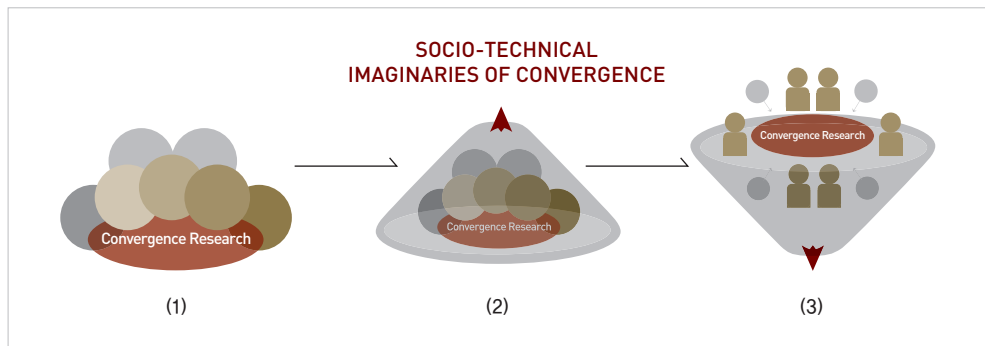 SOCIO-TECHNICAL
IMAGINARIES OF CONVERGENCE
Convergence Research
Convergence Research
Convergence Research
(1)
(2)
(3)